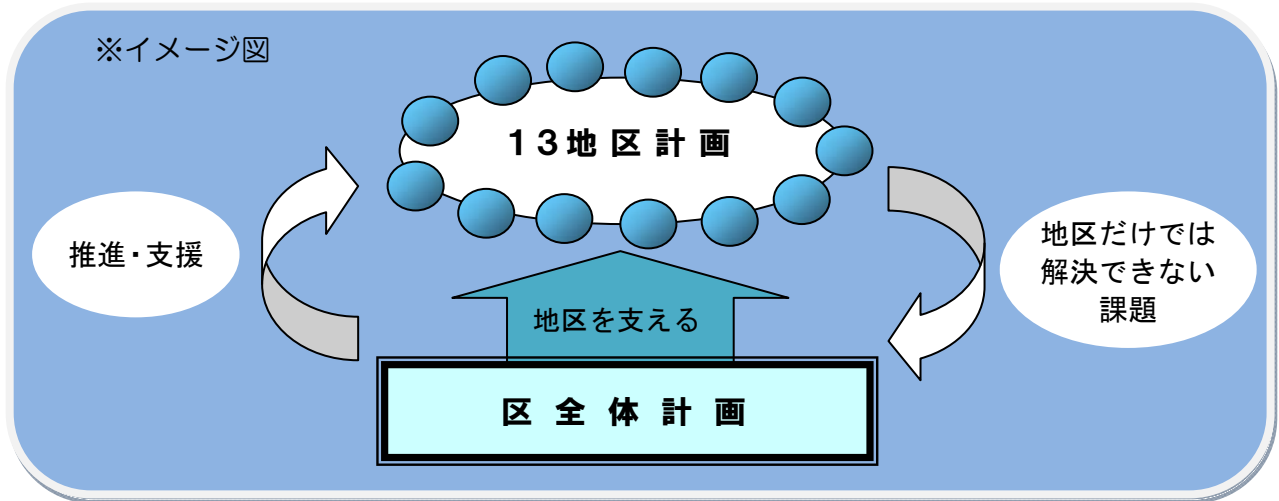 ※イメージ図
13地区計画
推進・支援
地区だけでは
解決できない
課題
地区を支える
区全体計画